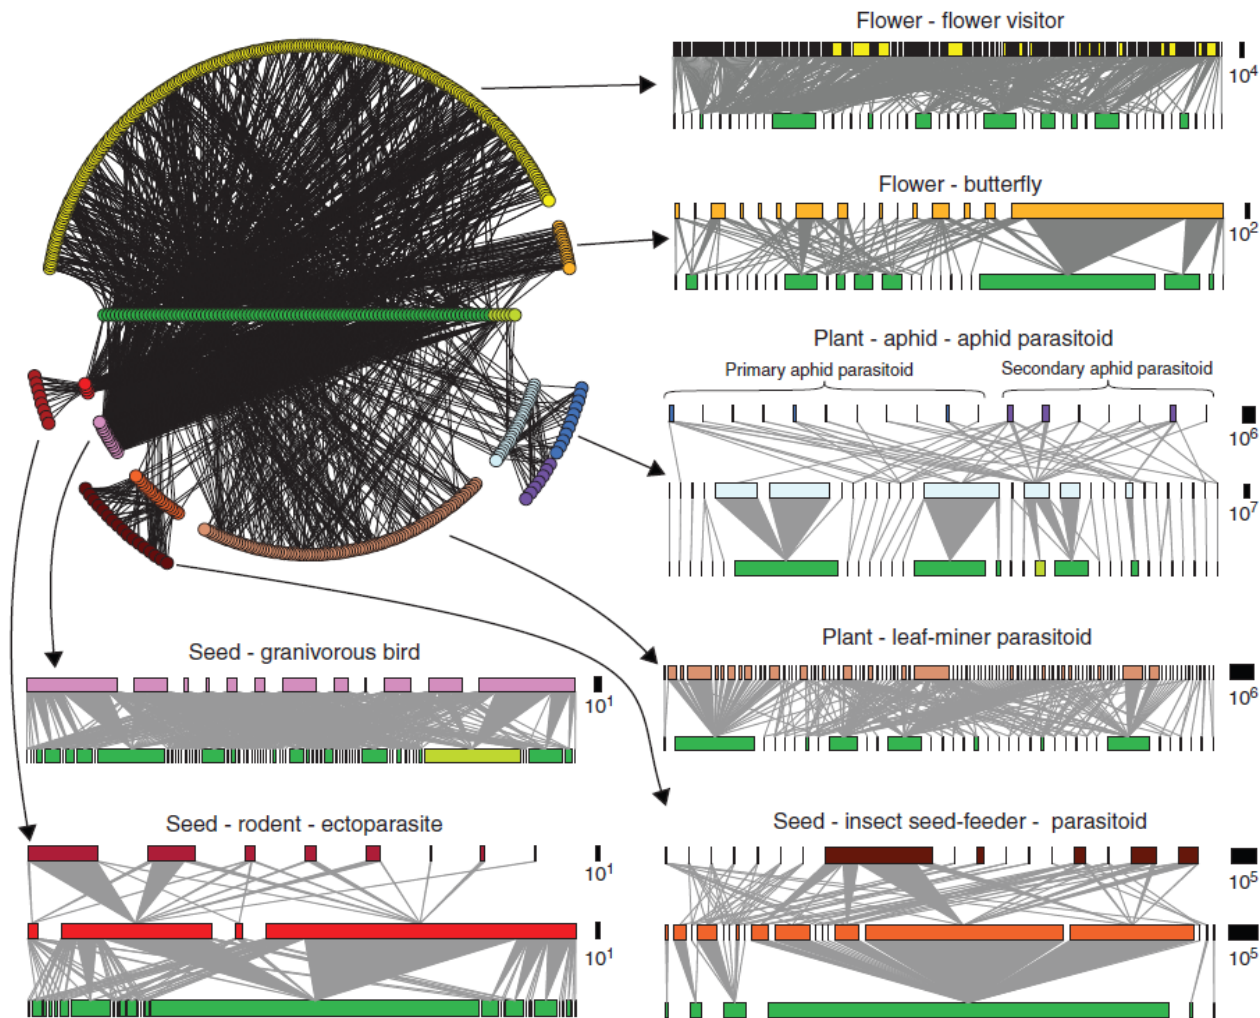 Flower - flower visitor
10⁴
Flower - butterfly
10²
Plant - aphid - aphid parasitoid
Primary aphid parasitoid
Secondary aphid parasitoid
10⁶
10⁷
Seed - granivorous bird
10¹
Plant - leaf-miner parasitoid
10⁶
Seed - rodent - ectoparasite
10¹
10¹
Seed - insect seed-feeder - parasitoid
10⁵
10⁵